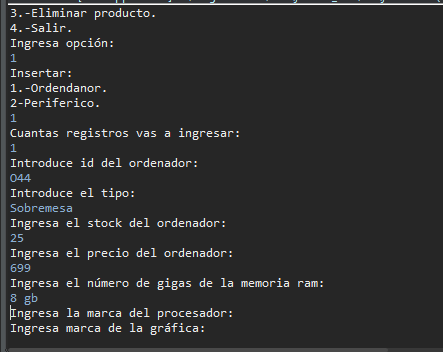 3.-Eliminar producto.
4.-Salir.
Ingresa opción:
1
Insertar:
1.-Ordendanor.
2-Periferico.
1
Cuantas registros vas a ingresar:
1
Introduce id del ordenador:
O44
Introduce el tipo:
Sobremesa
Ingresa el stock del ordenador:
25
Ingresa el precio del ordenador:
699
Ingresa el número de gigas de la memoria ram:
8 gb
Ingresa la marca del procesador:
Ingresa marca de la gráfica: